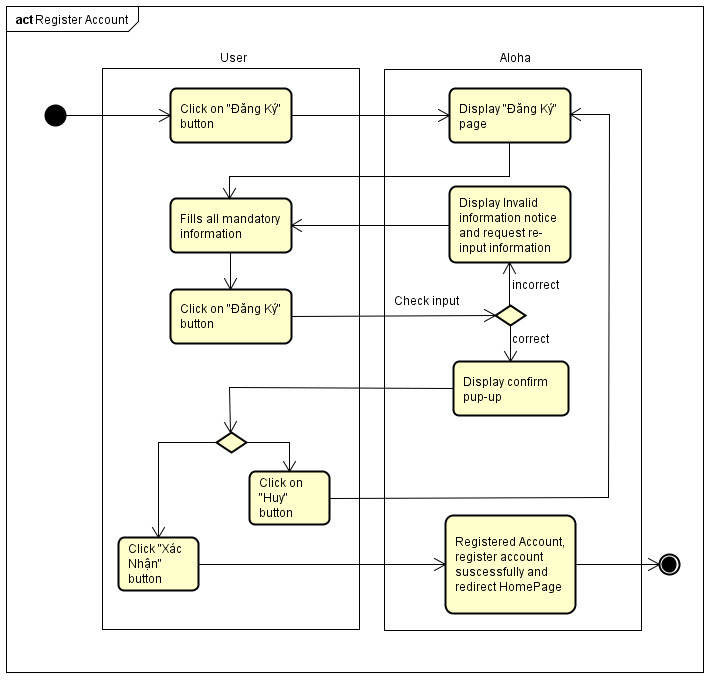 act Register Account
User
Aloha
Click on "Đăng Ký"
button
Display "Đăng Ký"
page
Fills all mandatory
information
Display Invalid
information notice
and request re-
input information
Click on "Đăng Ký"
button
Check input
incorrect
correct
Display confirm
pup-up
Click on
"Huy"
button
Click "Xác
Nhận"
button
Registered Account,
register account
suscessfully and
redirect HomePage